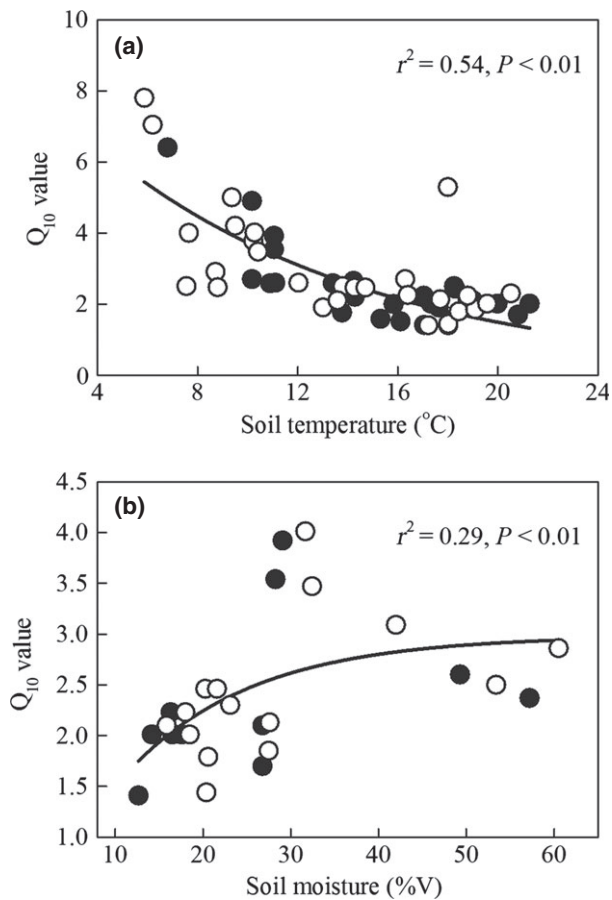 (a)
r² = 0.54, P < 0.01
10
8
6
4
2
0
Q₁₀ value
4 8 12 16 20 24
Soil temperature (°C)
(b)
r² = 0.29, P < 0.01
4.5
4.0
3.5
3.0
2.5
2.0
1.5
1.0
Q₁₀ value
10 20 30 40 50 60
Soil moisture (%V)